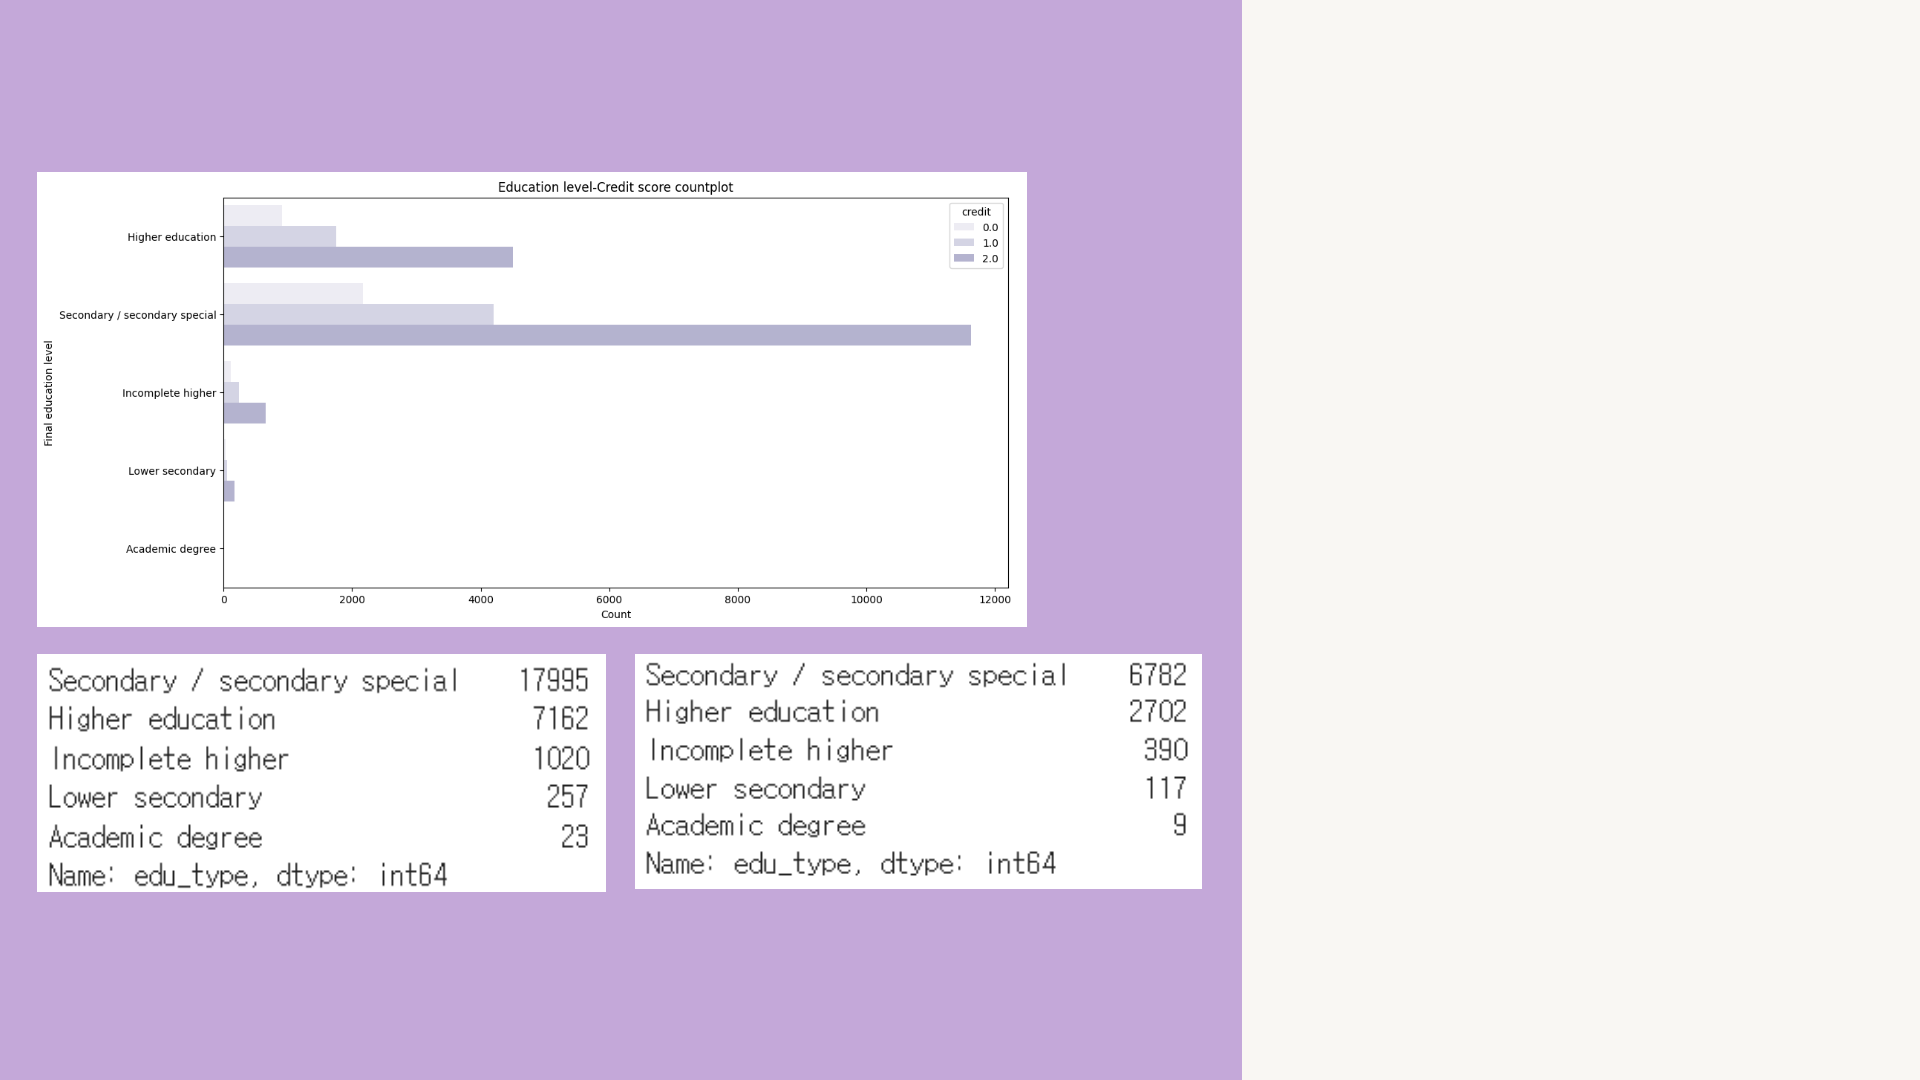 Education level-Credit score countplot
credit
0.0
1.0
2.0
Higher education
Secondary / secondary special
Incomplete higher
Lower secondary
Academic degree
Final education level
0 2000 4000 6000 8000 10000 12000
Count
Secondary / secondary special 17995
Higher education 7162
Incomplete higher 1020
Lower secondary 257
Academic degree 23
Name: edu_type, dtype: int64
Secondary / secondary special 6782
Higher education 2702
Incomplete higher 390
Lower secondary 117
Academic degree 9
Name: edu_type, dtype: int64